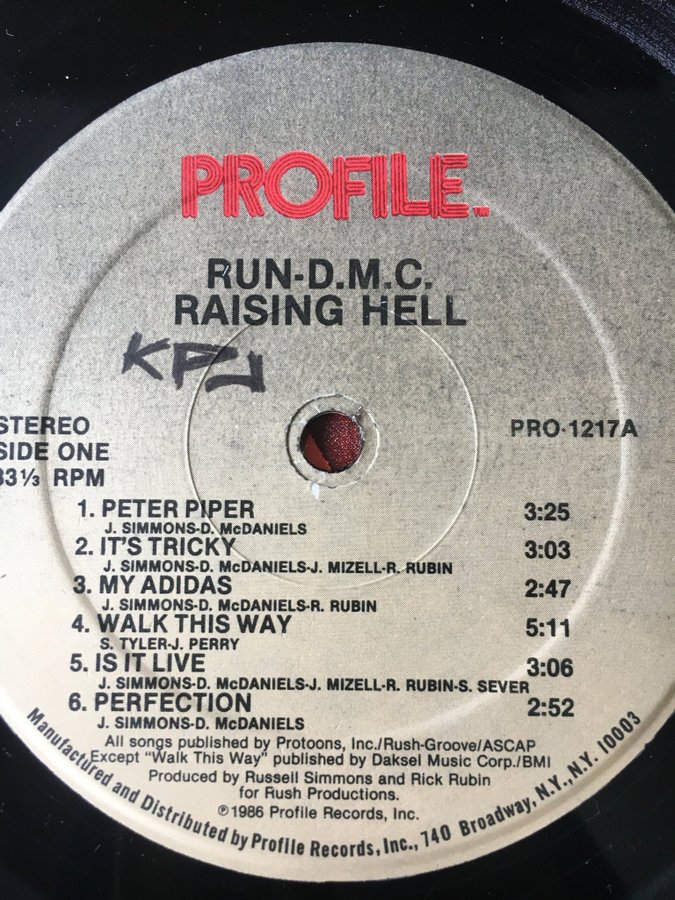 PROFILE™
RUN-D.M.C.
RAISING HELL
KPJ
STEREO
SIDE ONE
33⅓ RPM
PRO-1217A
1. PETER PIPER 3:25
J. SIMMONS-D. McDANIELS
2. IT'S TRICKY 3:03
J. SIMMONS-D. McDANIELS-J. MIZELL-R. RUBIN
3. MY ADIDAS 2:47
J. SIMMONS-D. McDANIELS-R. RUBIN
4. WALK THIS WAY 5:11
S. TYLER-J. PERRY
5. IS IT LIVE 3:06
J. SIMMONS-D. McDANIELS-J. MIZELL-R. RUBIN-S. SEVER
6. PERFECTION 2:52
J. SIMMONS-D. McDANIELS
All songs published by Protoons, Inc./Rush-Groove/ASCAP
Except "Walk This Way" published by Daksel Music Corp./BMI
Produced by Russell Simmons and Rick Rubin
for Rush Productions.
℗1986 Profile Records, Inc.
Manufactured and Distributed by Profile Records, Inc., 740 Broadway, N.Y., N.Y. 10003